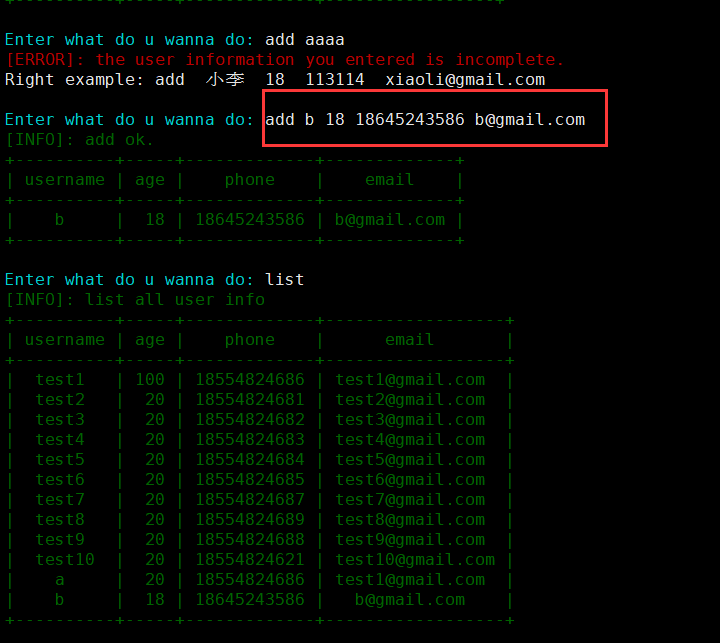 +----------+-----+-------------+-----------------+
Enter what do u wanna do: add aaaa
[ERROR]: the user information you entered is incomplete.
Right example: add  小李  18  113114  xiaoli@gmail.com
Enter what do u wanna do: add b 18 18645243586 b@gmail.com
[INFO]: add ok.
+----------+-----+-------------+-------------+
| username | age |    phone    |    email    |
+----------+-----+-------------+-------------+
|    b     |  18 | 18645243586 | b@gmail.com |
+----------+-----+-------------+-------------+
Enter what do u wanna do: list
[INFO]: list all user info
+----------+-----+-------------+------------------+
| username | age |    phone    |      email       |
+----------+-----+-------------+------------------+
|  test1   | 100 | 18554824686 | test1@gmail.com  |
|  test2   |  20 | 18554824681 | test2@gmail.com  |
|  test3   |  20 | 18554824682 | test3@gmail.com  |
|  test4   |  20 | 18554824683 | test4@gmail.com  |
|  test5   |  20 | 18554824684 | test5@gmail.com  |
|  test6   |  20 | 18554824685 | test6@gmail.com  |
|  test7   |  20 | 18554824687 | test7@gmail.com  |
|  test8   |  20 | 18554824689 | test8@gmail.com  |
|  test9   |  20 | 18554824688 | test9@gmail.com  |
|  test10  |  20 | 18554824621 | test10@gmail.com |
|    a     |  20 | 18554824686 | test1@gmail.com  |
|    b     |  18 | 18645243586 |   b@gmail.com    |
+----------+-----+-------------+------------------+